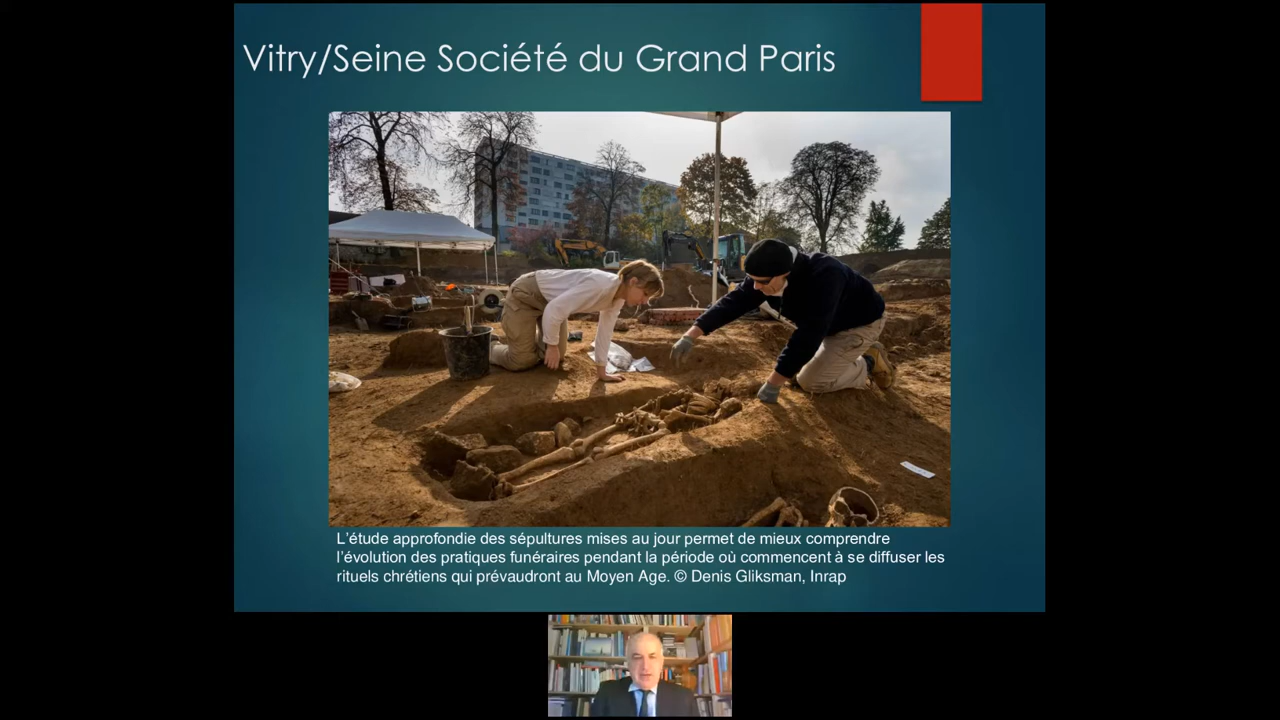 Vitry/Seine Société du Grand Paris
L’étude approfondie des sépultures mises au jour permet de mieux comprendre
l’évolution des pratiques funéraires pendant la période où commencent à se diffuser les
rituels chrétiens qui prévaudront au Moyen Age. © Denis Gliksman, Inrap